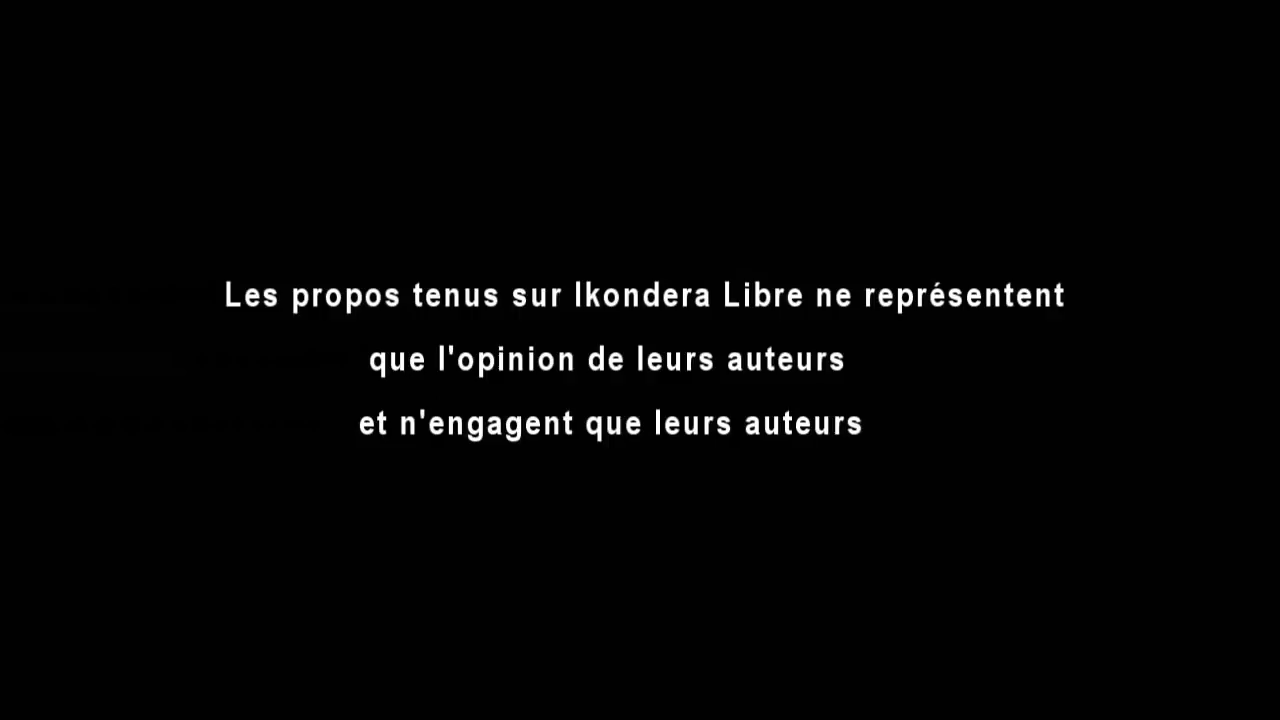 Les propos tenus sur Ikondera Libre ne représentent
que l'opinion de leurs auteurs
et n'engagent que leurs auteurs